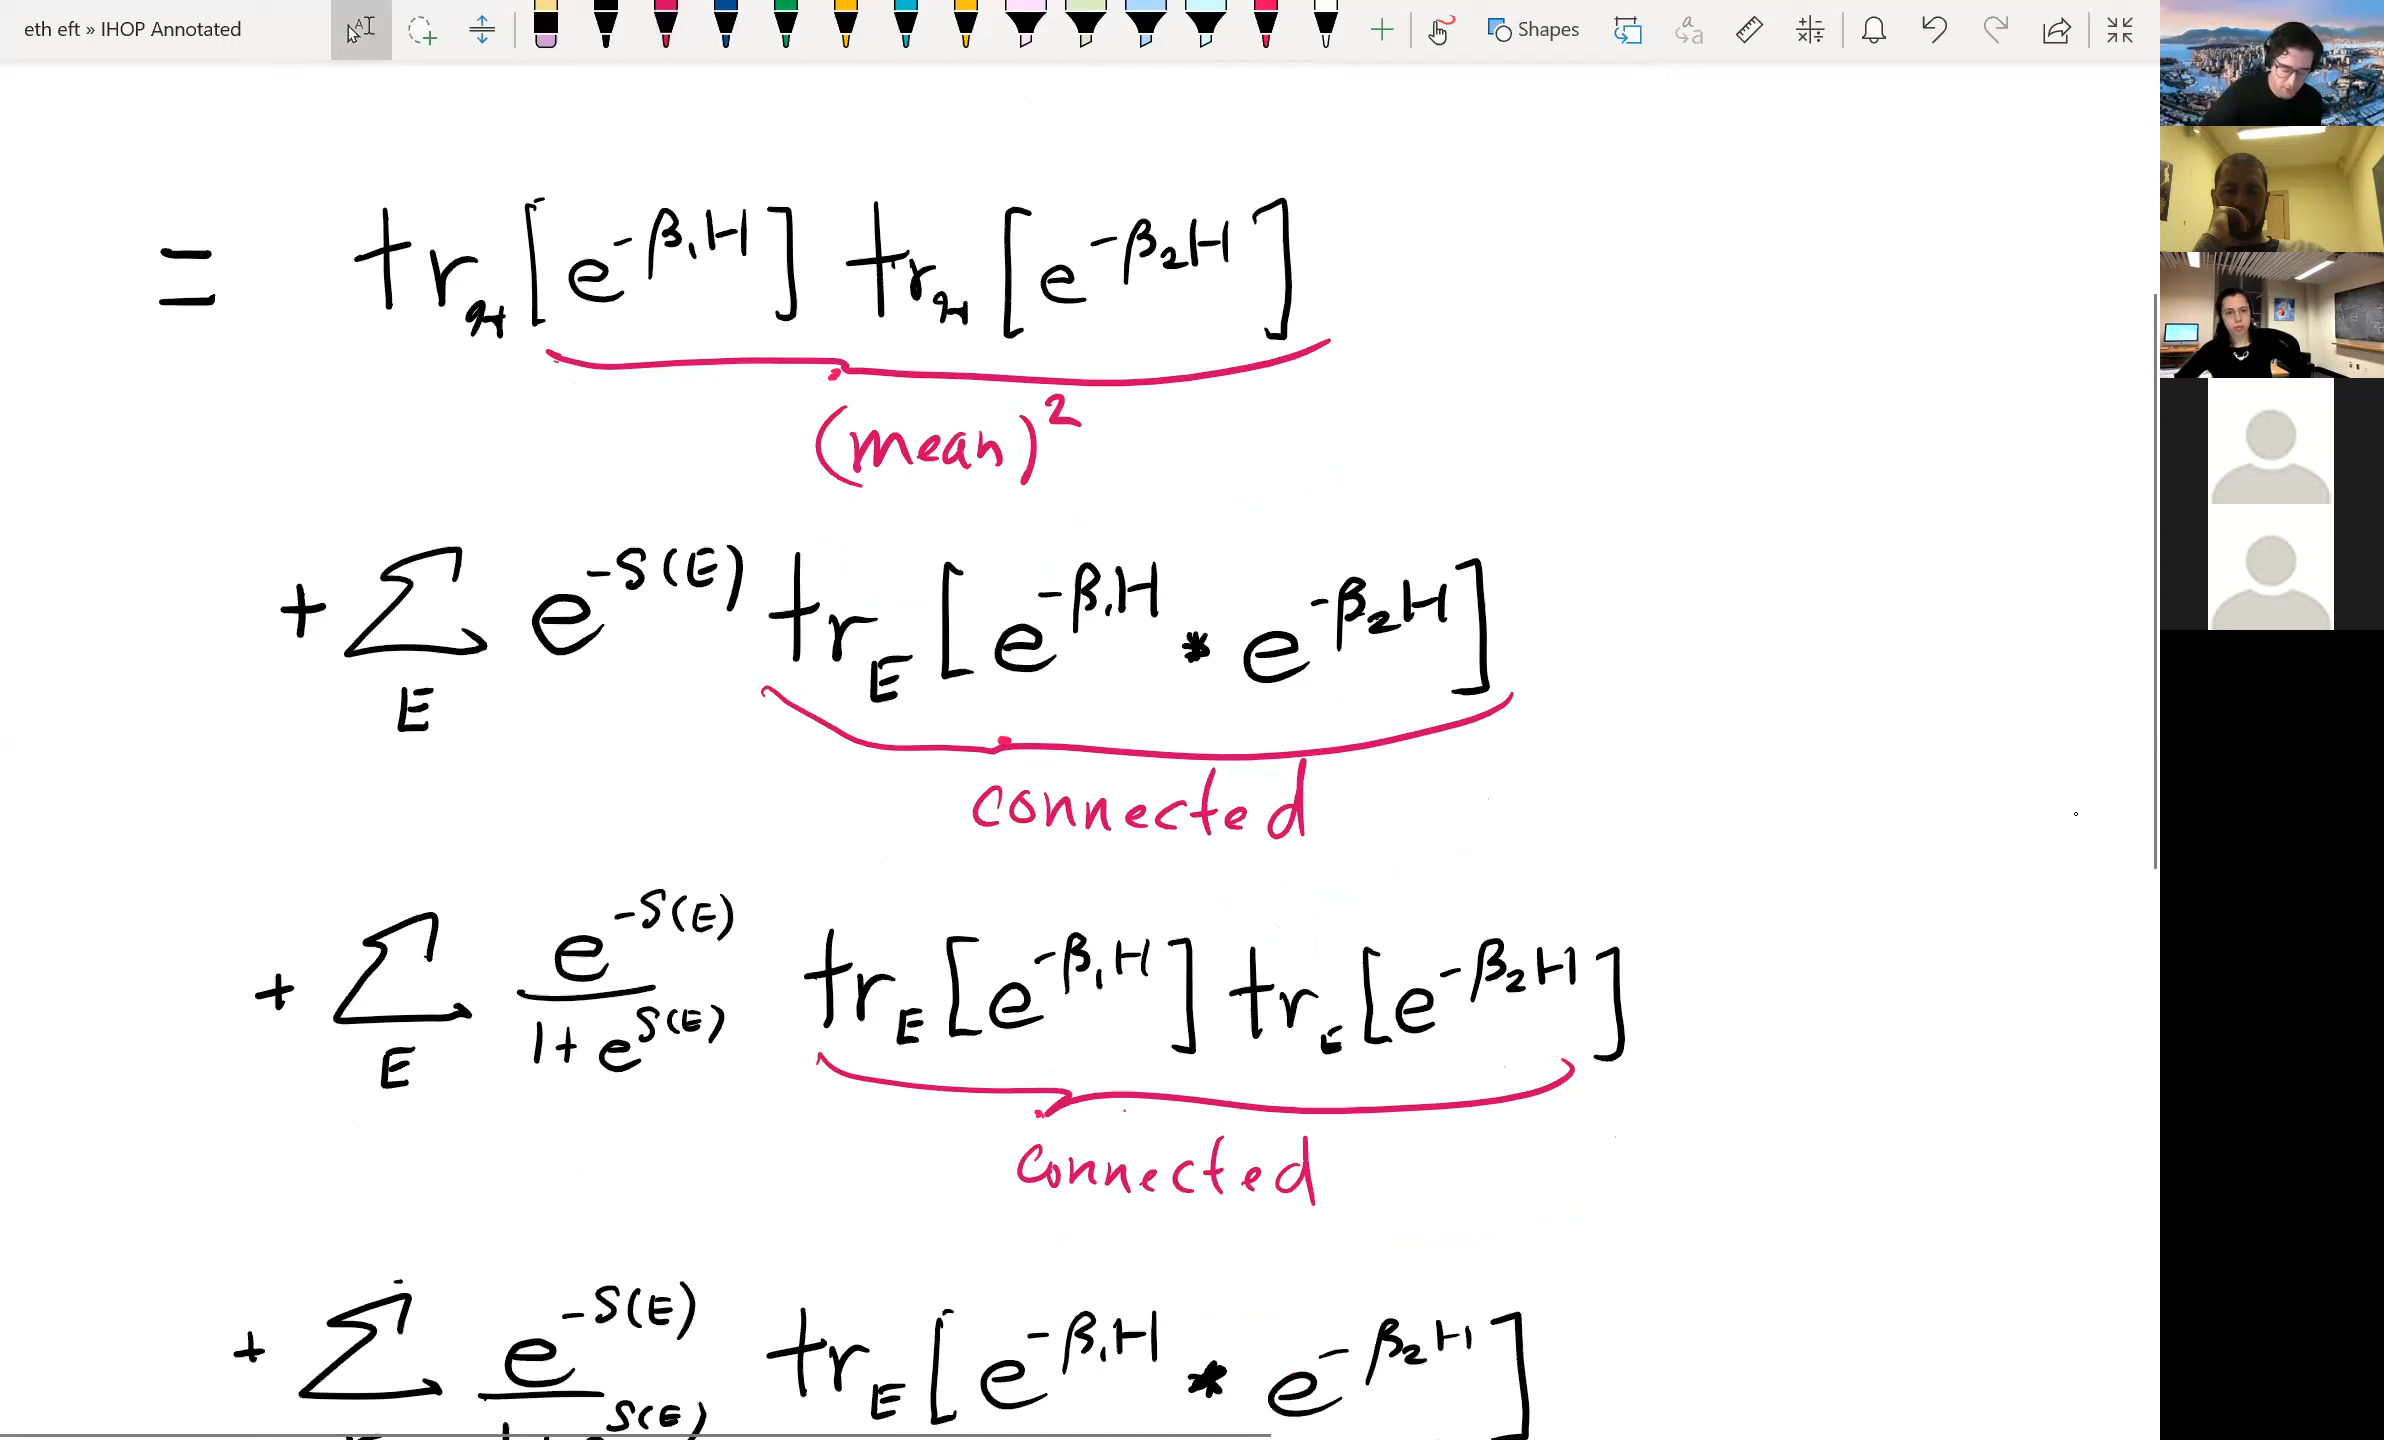 eth eft » IHOP Annotated
Shapes
= tr_ℋ [e^{-β₁H}] tr_ℋ [e^{-β₂H}]
(mean)²
+ Σ_E e^{-S(E)} tr_E [e^{-β₁H} * e^{-β₂H}]
connected
+ Σ_E e^{-S(E)} / (1 + e^{S(E)}) tr_E [e^{-β₁H}] tr_E [e^{-β₂H}]
connected
+ Σ e^{-S(E)} / (1 + e^{S(E)}) tr_E [e^{-β₁H} * e^{-β₂H}]